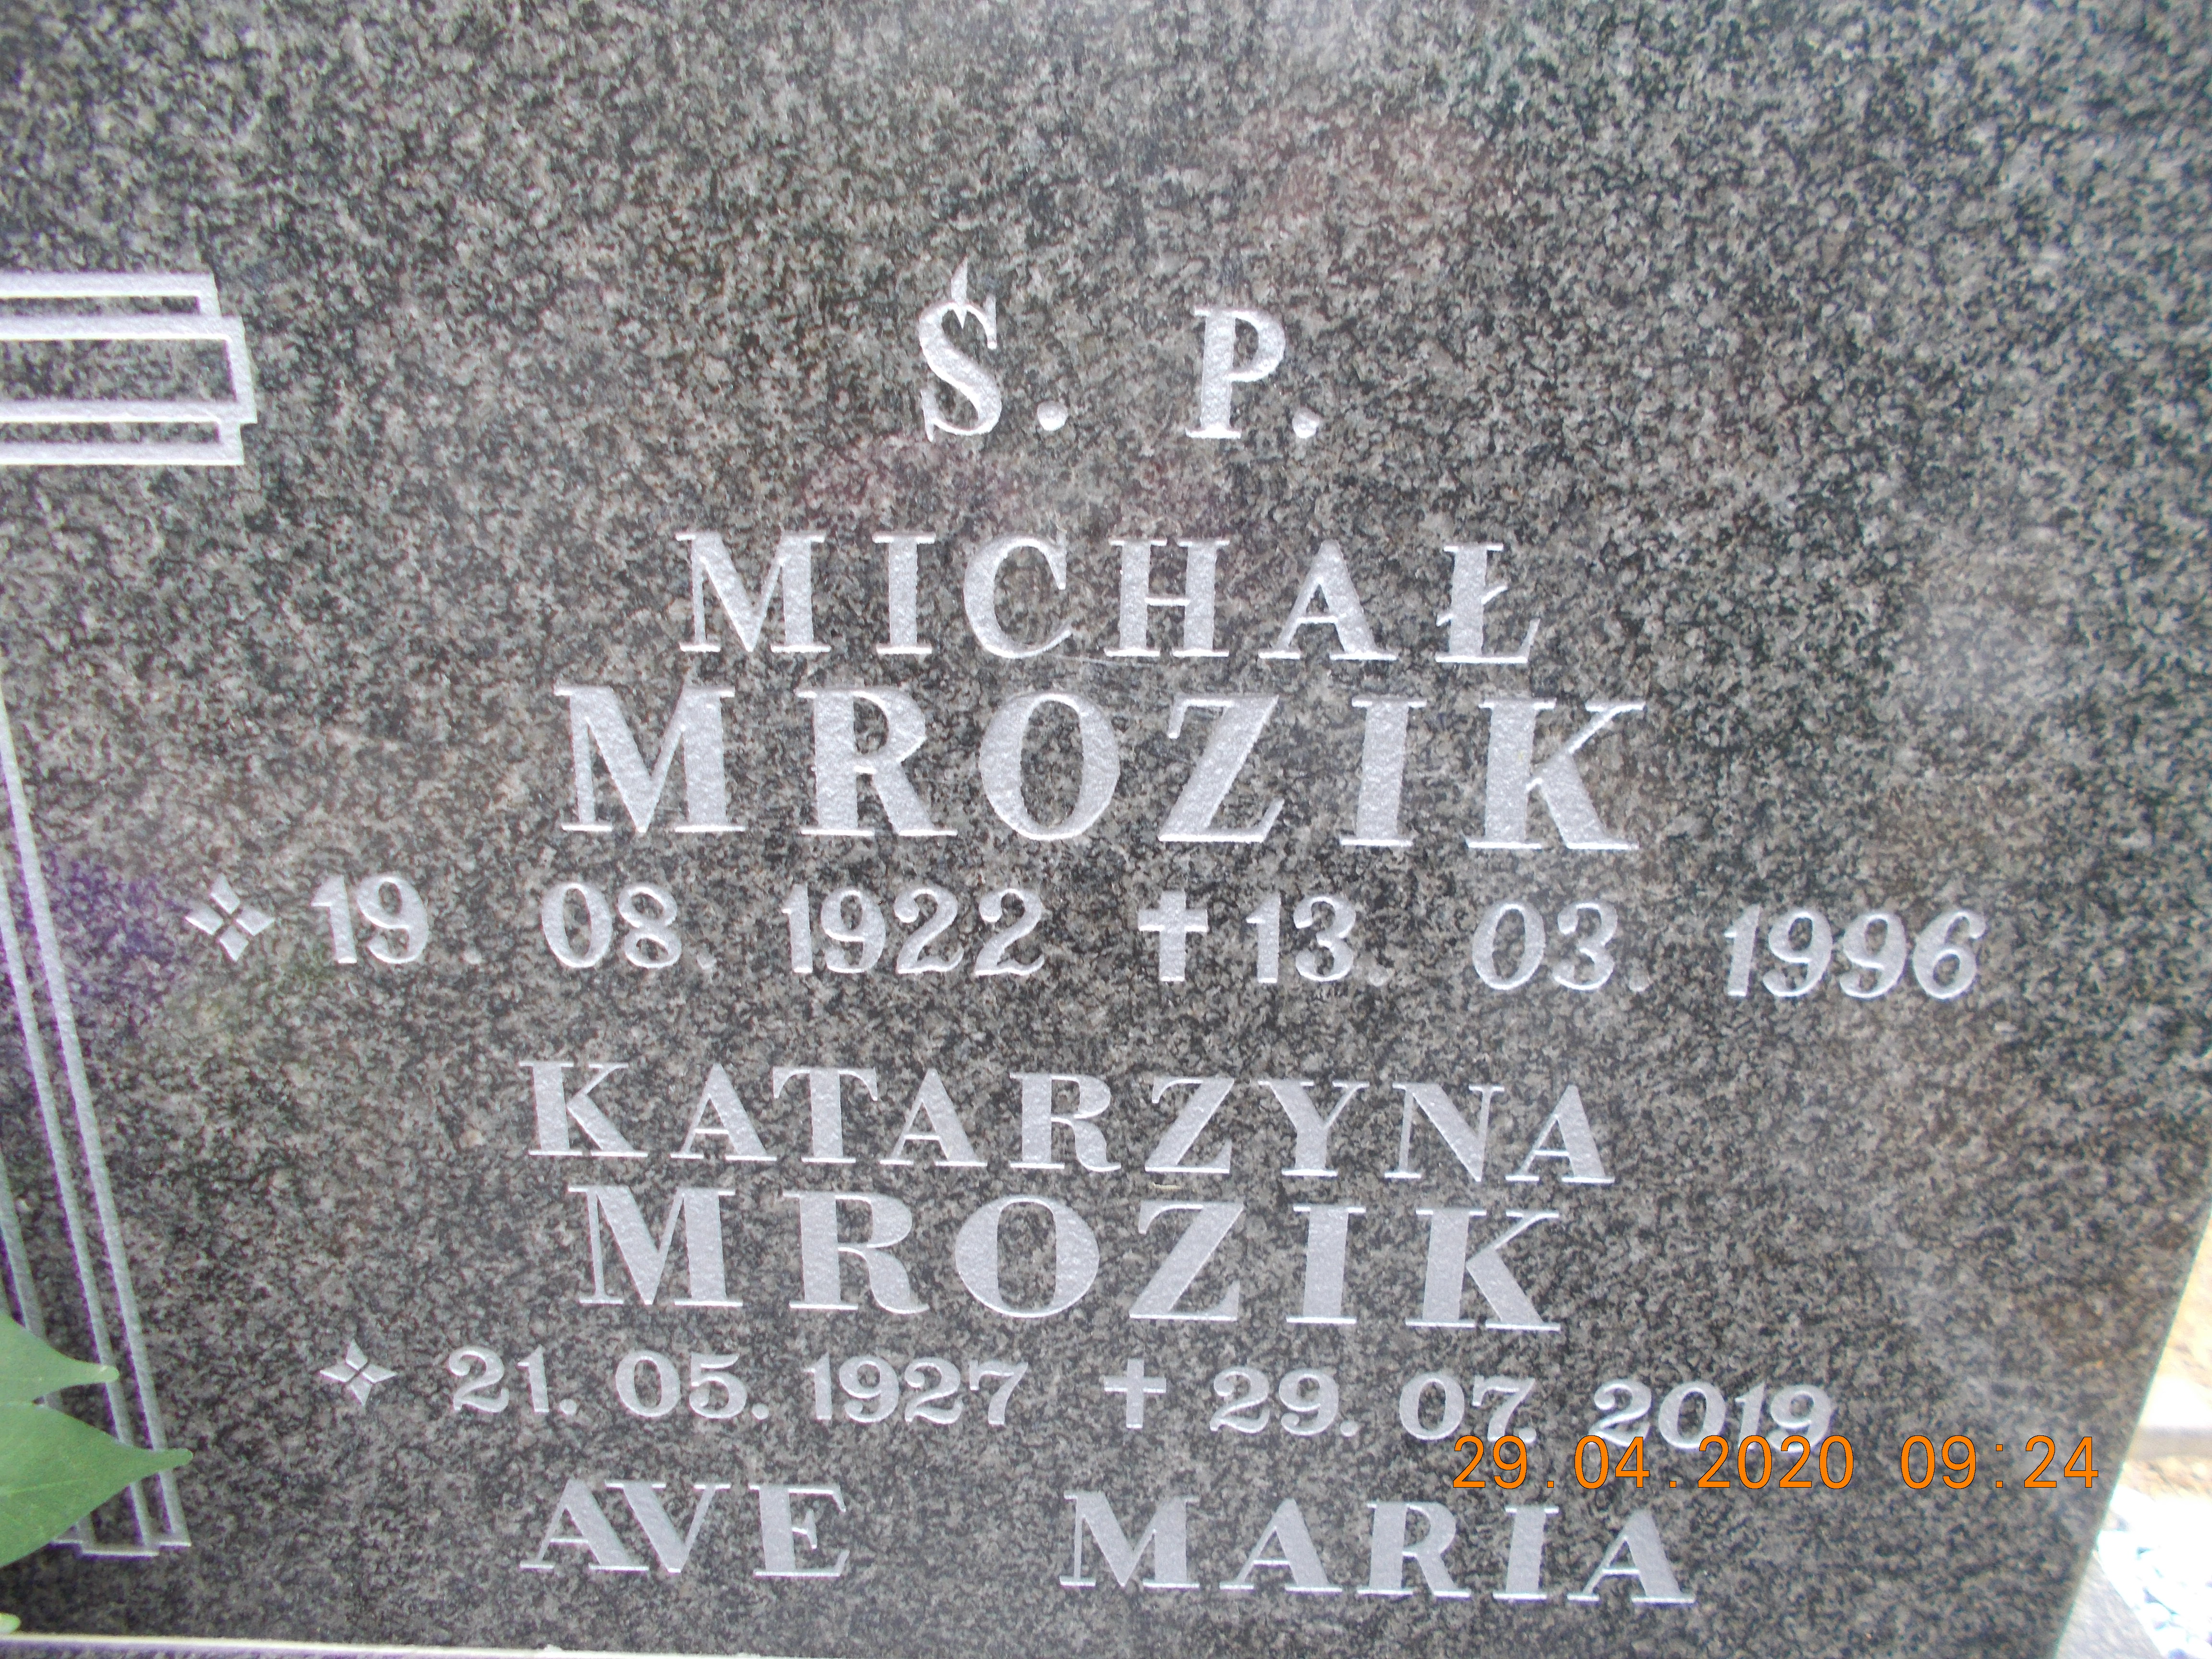 Ś. P.
MICHAŁ
MROZIK
19. 08. 1922 ✝ 13. 03. 1996
KATARZYNA
MROZIK
21. 05. 1927 ✝ 29. 07. 2019
29.04.2020 09:24
AVE MARIA